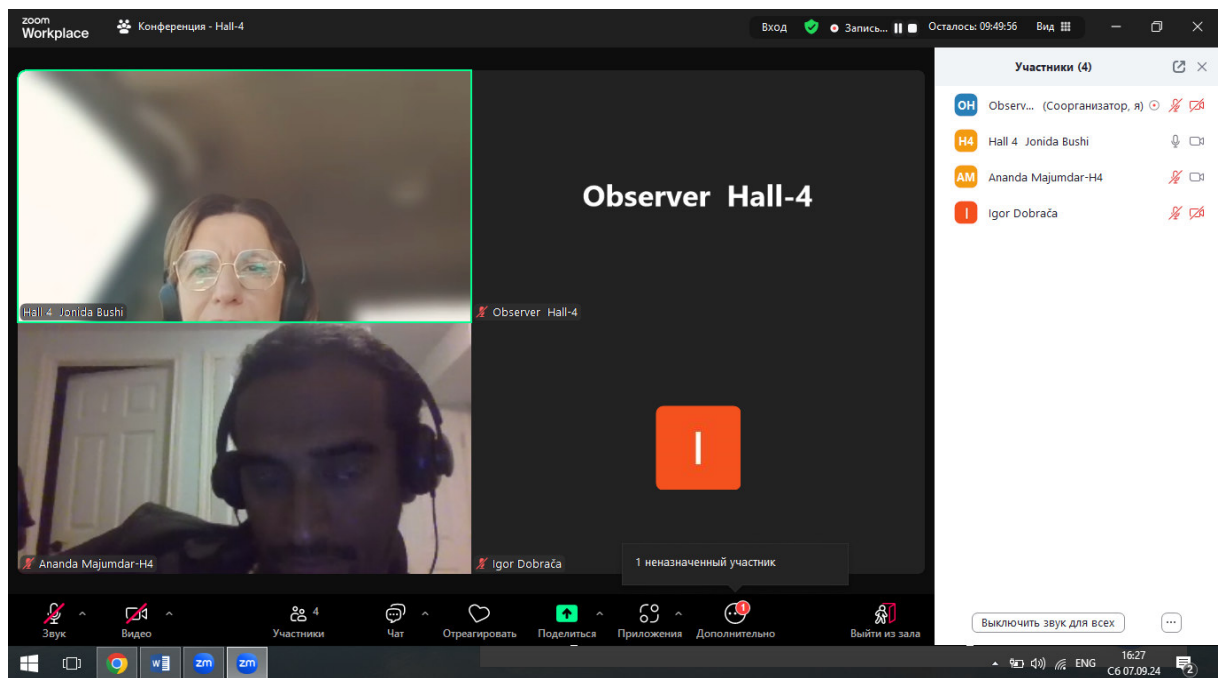 zoom
Workplace
Конференция - Hall-4
Вход
Запись...
Осталось: 09:49:56
Вид
Участники (4)
OH Observ... (Соорганизатор, я)
H4 Hall 4 Jonida Bushi
AM Ananda Majumdar-H4
I Igor Dobrača
Observer Hall-4
Hall 4 Jonida Bushi
Observer Hall-4
I
1 неназначенный участник
Ananda Majumdar-H4
Igor Dobrača
4
1
Звук
Видео
Участники
Чат
Отреагировать
Поделиться
Приложения
Дополнительно
Выйти из зала
Выключить звук для всех
...
W
zm
zm
ENG
16:27
Сб 07.09.24
2